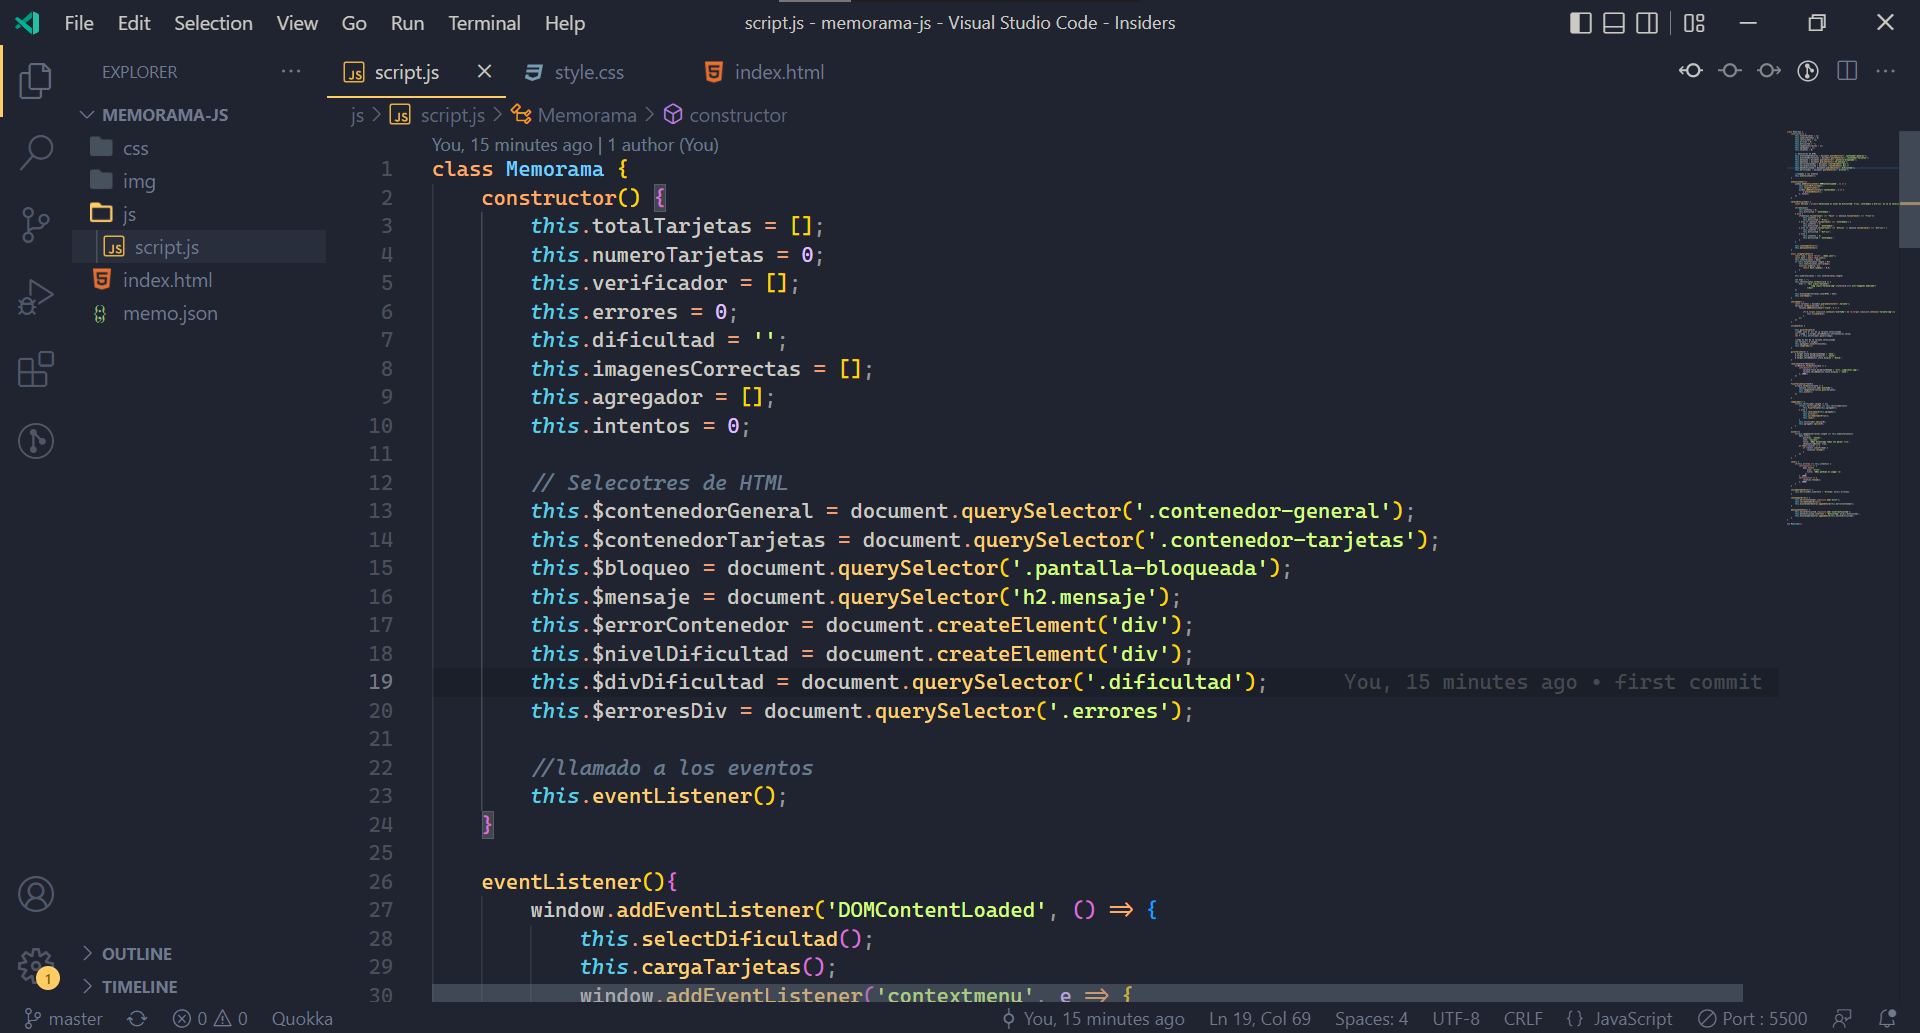 File Edit Selection View Go Run Terminal Help
script.js - memorama-js - Visual Studio Code - Insiders
EXPLORER
MEMORAMA-JS
css
img
js
script.js
index.html
memo.json
OUTLINE
TIMELINE
script.js style.css index.html
js > script.js > Memorama > constructor
You, 15 minutes ago | 1 author (You)
1 class Memorama {
2 constructor() {
3 this.totalTarjetas = [];
4 this.numeroTarjetas = 0;
5 this.verificador = [];
6 this.errores = 0;
7 this.dificultad = '';
8 this.imagenesCorrectas = [];
9 this.agregador = [];
10 this.intentos = 0;
11
12 // Selecotres de HTML
13 this.$contenedorGeneral = document.querySelector('.contenedor-general');
14 this.$contenedorTarjetas = document.querySelector('.contenedor-tarjetas');
15 this.$bloqueo = document.querySelector('.pantalla-bloqueada');
16 this.$mensaje = document.querySelector('h2.mensaje');
17 this.$errorContenedor = document.createElement('div');
18 this.$nivelDificultad = document.createElement('div');
19 this.$divDificultad = document.querySelector('.dificultad'); You, 15 minutes ago • first commit
20 this.$erroresDiv = document.querySelector('.errores');
21
22 //llamado a los eventos
23 this.eventListener();
24 }
25
26 eventListener(){
27 window.addEventListener('DOMContentLoaded', () => {
28 this.selectDificultad();
29 this.cargaTarjetas();
30 window.addEventListener('contextmenu', e => {
1
master 0 0 Quokka You, 15 minutes ago Ln 19, Col 69 Spaces: 4 UTF-8 CRLF {} JavaScript Port : 5500